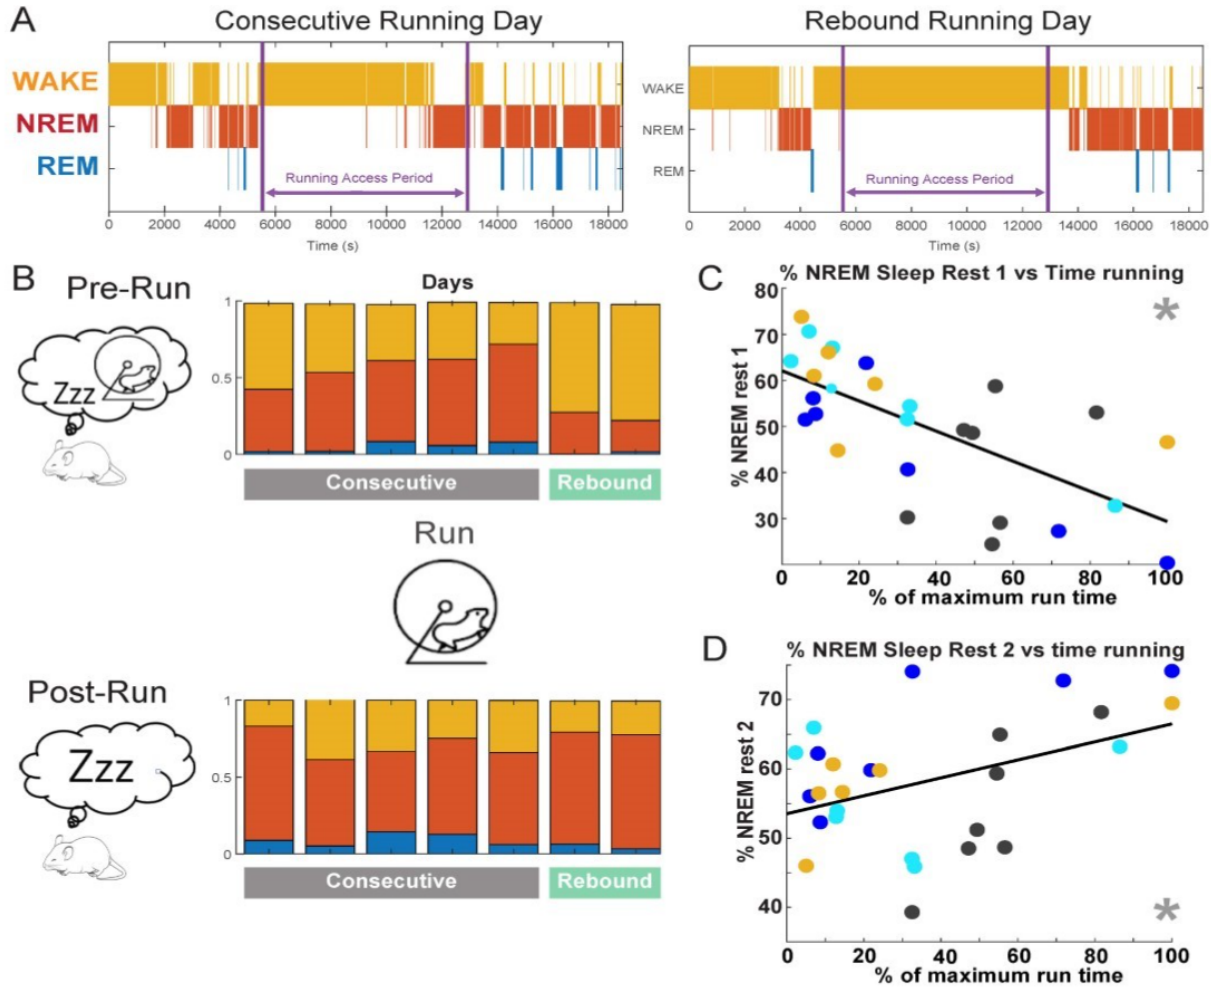 A
Consecutive Running Day
WAKE
NREM
REM
Running Access Period
0 2000 4000 6000 8000 10000 12000 14000 16000 18000
Time (s)
Rebound Running Day
WAKE
NREM
REM
Running Access Period
0 2000 4000 6000 8000 10000 12000 14000 16000 18000
Time (s)
B
Pre-Run
Zzz
Days
1
0.5
0
Consecutive Rebound
Run
Post-Run
Zzz
1
0.5
0
Consecutive Rebound
C
% NREM Sleep Rest 1 vs Time running
*
% NREM rest 1
80
70
60
50
40
30
0 20 40 60 80 100
% of maximum run time
D
% NREM Sleep Rest 2 vs time running
% NREM rest 2
70
60
50
40
*
0 20 40 60 80 100
% of maximum run time